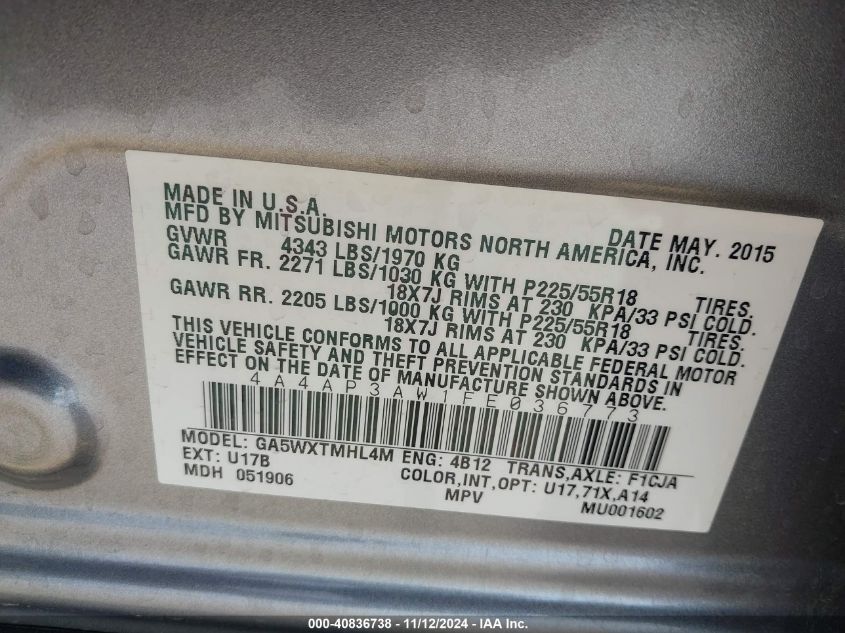 MADE IN U.S.A.
MFD BY MITSUBISHI MOTORS NORTH AMERICA, INC.
DATE MAY. 2015
GVWR 4343 LBS/1970 KG
GAWR FR. 2271 LBS/1030 KG WITH P225/55R18 TIRES.
18X7J RIMS AT 230 KPA/33 PSI COLD.
GAWR RR. 2205 LBS/1000 KG WITH P225/55R18 TIRES.
18X7J RIMS AT 230 KPA/33 PSI COLD.
THIS VEHICLE CONFORMS TO ALL APPLICABLE FEDERAL MOTOR
VEHICLE SAFETY AND THEFT PREVENTION STANDARDS IN
EFFECT ON THE DATE OF MANUFACTURE SHOWN ABOVE.
4A4AP3AW1FE036773
MODEL: GA5WXTMHL4M ENG: 4B12 TRANS,AXLE: F1CJA
EXT: U17B COLOR,INT,OPT: U17,71X,A14
MDH 051906 MPV MU001602
000-40836738 - 11/12/2024 - IAA Inc.